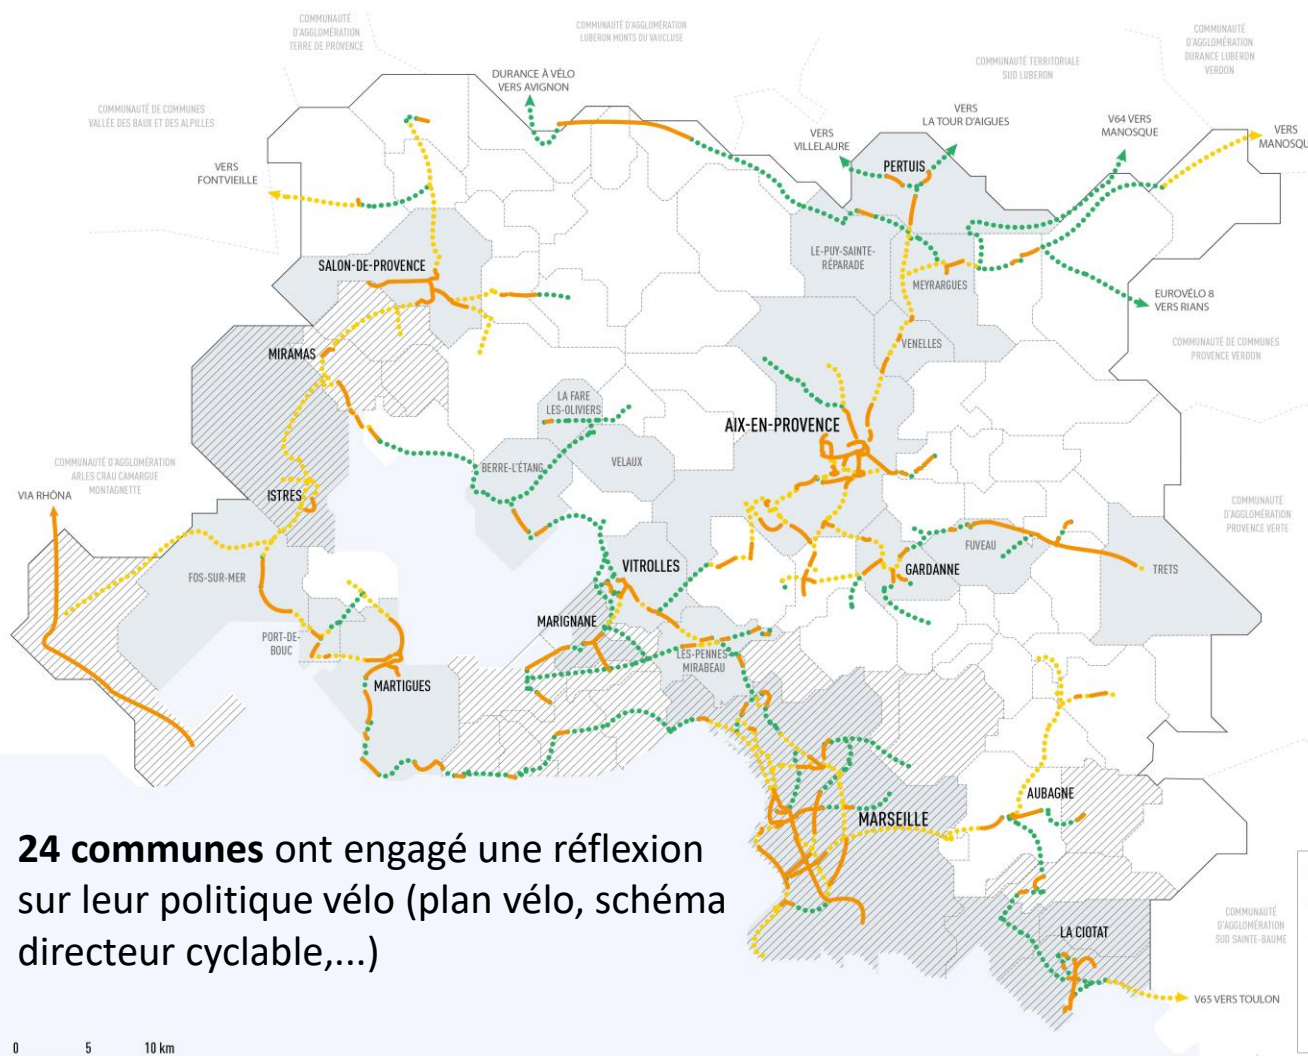 COMMUNAUTÉ
D'AGGLOMÉRATION
TERRE DE PROVENCE
COMMUNAUTÉ D'AGGLOMÉRATION
LUBERON MONTS DU VAUCLUSE
COMMUNAUTÉ
D'AGGLOMÉRATION
DURANCE LUBERON
VERDON
COMMUNAUTÉ TERRITORIALE
SUD LUBERON
DURANCE À VÉLO
VERS AVIGNON
COMMUNAUTÉ DE COMMUNES
VALLÉE DES BAUX ET DES ALPILLES
VERS
LA TOUR D'AIGUES
V64 VERS
MANOSQUE
VERS
MANOSQU
VERS
VILLELAURE
PERTUIS
VERS
FONTVIEILLE
LE-PUY-SAINTE-
RÉPARADE
SALON-DE-PROVENCE
MEYRARGUES
EUROVÉLO 8
VERS RIANS
VENELLES
COMMUNAUTÉ DE COMMUNES
PROVENCE VERDON
MIRAMAS
LA FARE
LES-OLIVIERS
AIX-EN-PROVENCE
BERRE-L'ÉTANG
VELAUX
COMMUNAUTÉ D'AGGLOMÉRATION
ARLES CRAU CAMARGUE
MONTAGNETTE
VIA RHÔNA
ISTRES
COMMUNAUTÉ
D'AGGLOMÉRATION
PROVENCE VERTE
FUVEAU
VITROLLES
GARDANNE
TRETS
FOS-SUR-MER
MARIGNANE
PORT-DE-
BOUC
LES-PENNES-
MIRABEAU
MARTIGUES
AUBAGNE
MARSEILLE
24 communes ont engagé une réflexion
sur leur politique vélo (plan vélo, schéma
directeur cyclable,...)
COMMUNAUTÉ
D'AGGLOMÉRATION
SUD SAINTE-BAUME
LA CIOTAT
V65 VERS TOULON
0 5 10 km